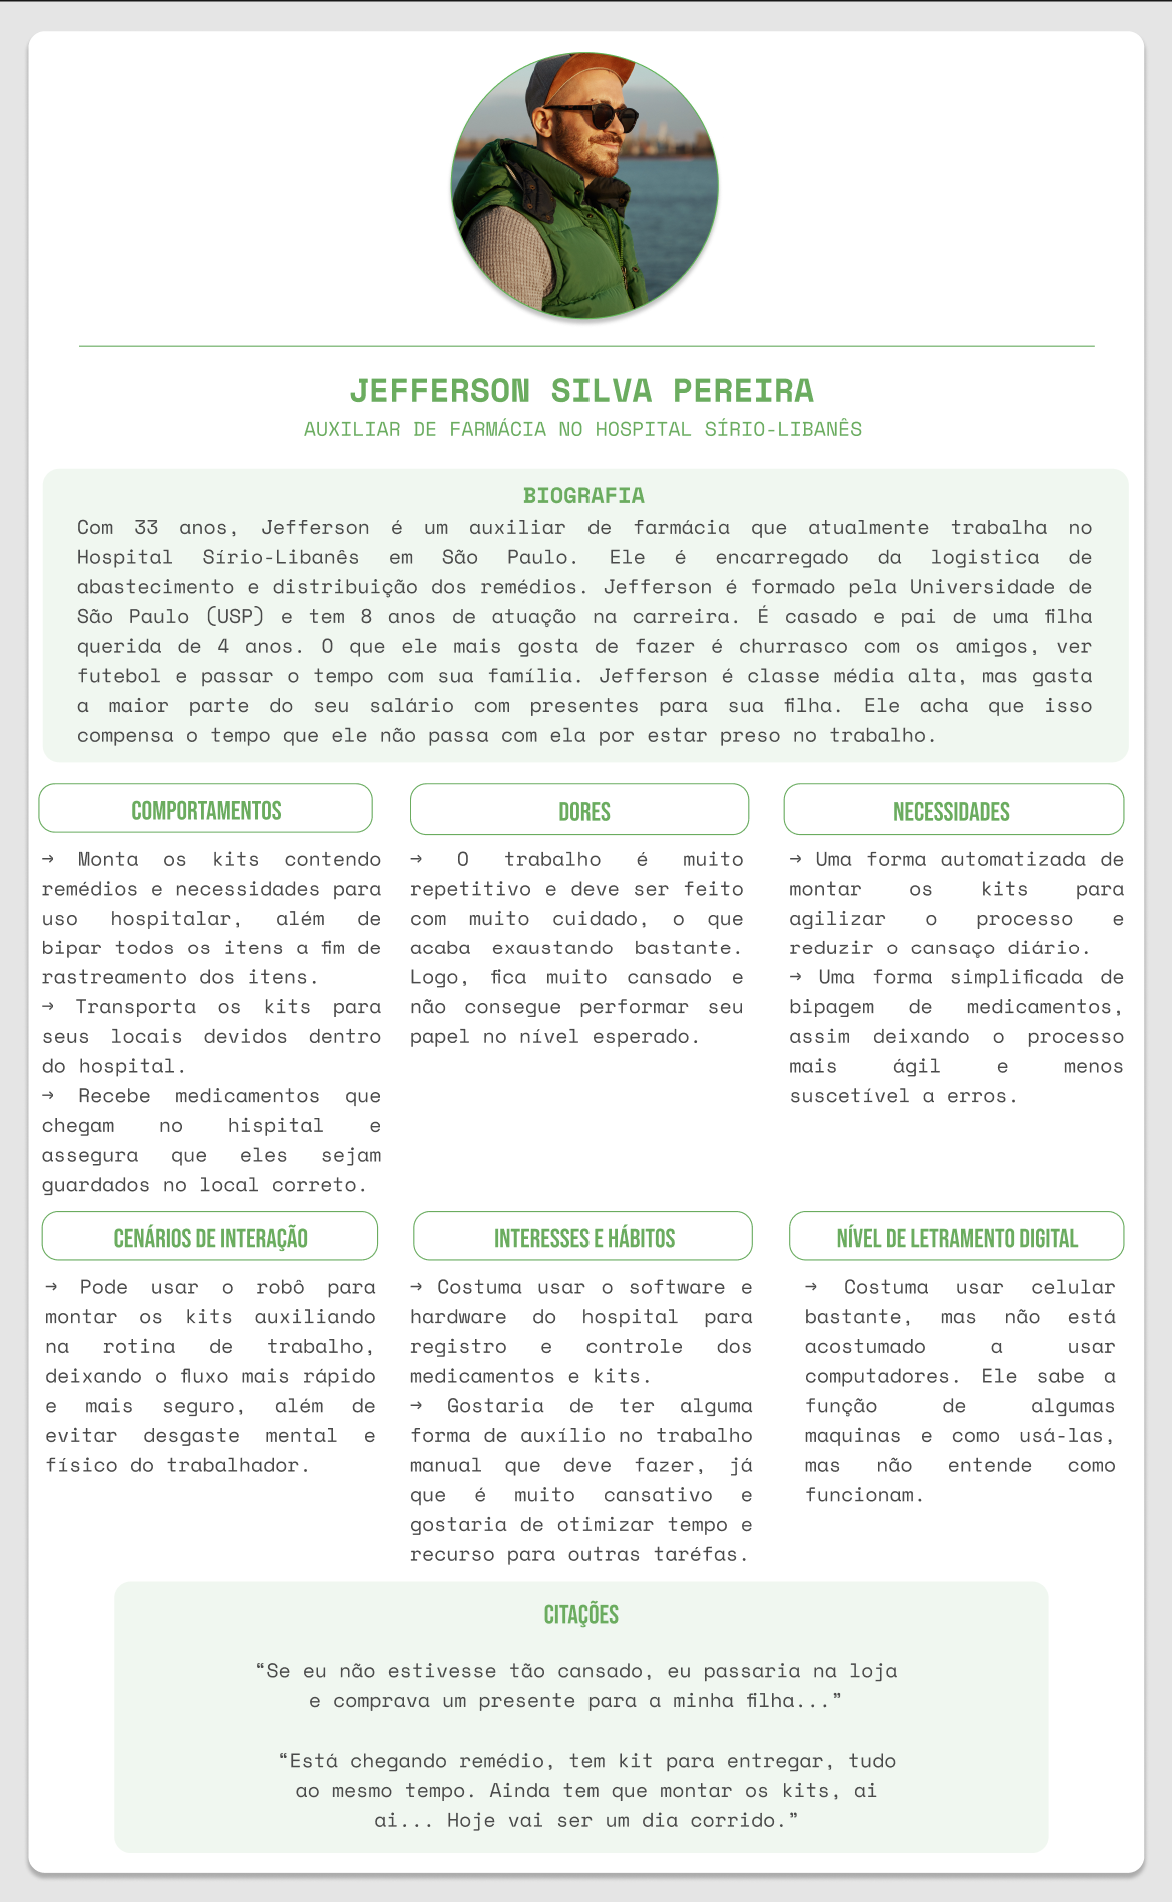 JEFFERSON SILVA PEREIRA
AUXILIAR DE FARMÁCIA NO HOSPITAL SÍRIO-LIBANÊS
BIOGRAFIA
Com 33 anos, Jefferson é um auxiliar de farmácia que atualmente trabalha no
Hospital Sírio-Libanês em São Paulo. Ele é encarregado da logistica de
abastecimento e distribuição dos remédios. Jefferson é formado pela Universidade de
São Paulo (USP) e tem 8 anos de atuação na carreira. É casado e pai de uma filha
querida de 4 anos. O que ele mais gosta de fazer é churrasco com os amigos, ver
futebol e passar o tempo com sua família. Jefferson é classe média alta, mas gasta
a maior parte do seu salário com presentes para sua filha. Ele acha que isso
compensa o tempo que ele não passa com ela por estar preso no trabalho.
COMPORTAMENTOS
→ Monta os kits contendo
remédios e necessidades para
uso hospitalar, além de
bipar todos os itens a fim de
rastreamento dos itens.
→ Transporta os kits para
seus locais devidos dentro
do hospital.
→ Recebe medicamentos que
chegam no hispital e
assegura que eles sejam
guardados no local correto.
DORES
→ O trabalho é muito
repetitivo e deve ser feito
com muito cuidado, o que
acaba exaustando bastante.
Logo, fica muito cansado e
não consegue performar seu
papel no nível esperado.
NECESSIDADES
→ Uma forma automatizada de
montar os kits para
agilizar o processo e
reduzir o cansaço diário.
→ Uma forma simplificada de
bipagem de medicamentos,
assim deixando o processo
mais ágil e menos
suscetível a erros.
CENÁRIOS DE INTERAÇÃO
→ Pode usar o robô para
montar os kits auxiliando
na rotina de trabalho,
deixando o fluxo mais rápido
e mais seguro, além de
evitar desgaste mental e
físico do trabalhador.
INTERESSES E HÁBITOS
→ Costuma usar o software e
hardware do hospital para
registro e controle dos
medicamentos e kits.
→ Gostaria de ter alguma
forma de auxílio no trabalho
manual que deve fazer, já
que é muito cansativo e
gostaria de otimizar tempo e
recurso para outras taréfas.
NÍVEL DE LETRAMENTO DIGITAL
→ Costuma usar celular
bastante, mas não está
acostumado a usar
computadores. Ele sabe a
função de algumas
maquinas e como usá-las,
mas não entende como
funcionam.
CITAÇÕES
“Se eu não estivesse tão cansado, eu passaria na loja
e comprava um presente para a minha filha...”
“Está chegando remédio, tem kit para entregar, tudo
ao mesmo tempo. Ainda tem que montar os kits, ai
ai... Hoje vai ser um dia corrido.”